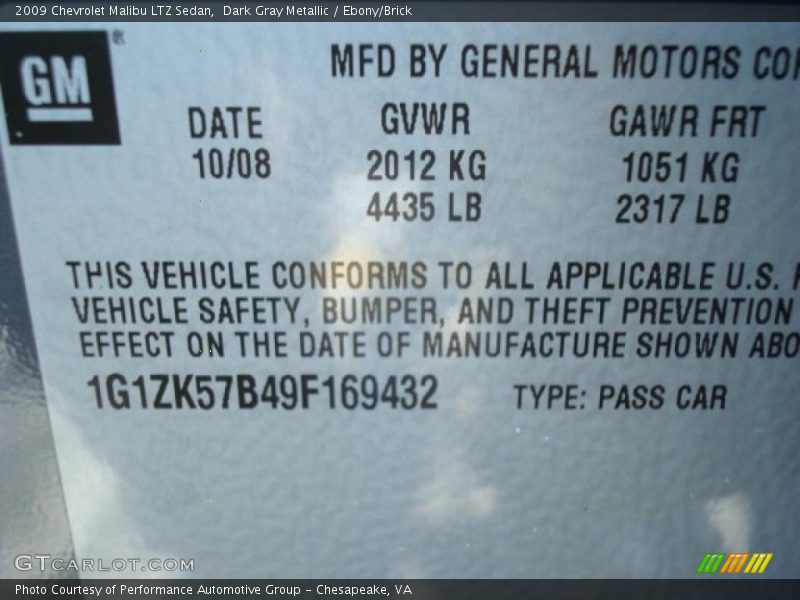 2009 Chevrolet Malibu LTZ Sedan,  Dark Gray Metallic / Ebony/Brick
GM®
MFD BY GENERAL MOTORS COR
DATE GVWR GAWR FRT
10/08 2012 KG 1051 KG
4435 LB 2317 LB
THIS VEHICLE CONFORMS TO ALL APPLICABLE U.S.
VEHICLE SAFETY, BUMPER, AND THEFT PREVENTION
EFFECT ON THE DATE OF MANUFACTURE SHOWN ABO
1G1ZK57B49F169432 TYPE: PASS CAR
GTCARLOT.COM
Photo Courtesy of Performance Automotive Group – Chesapeake, VA